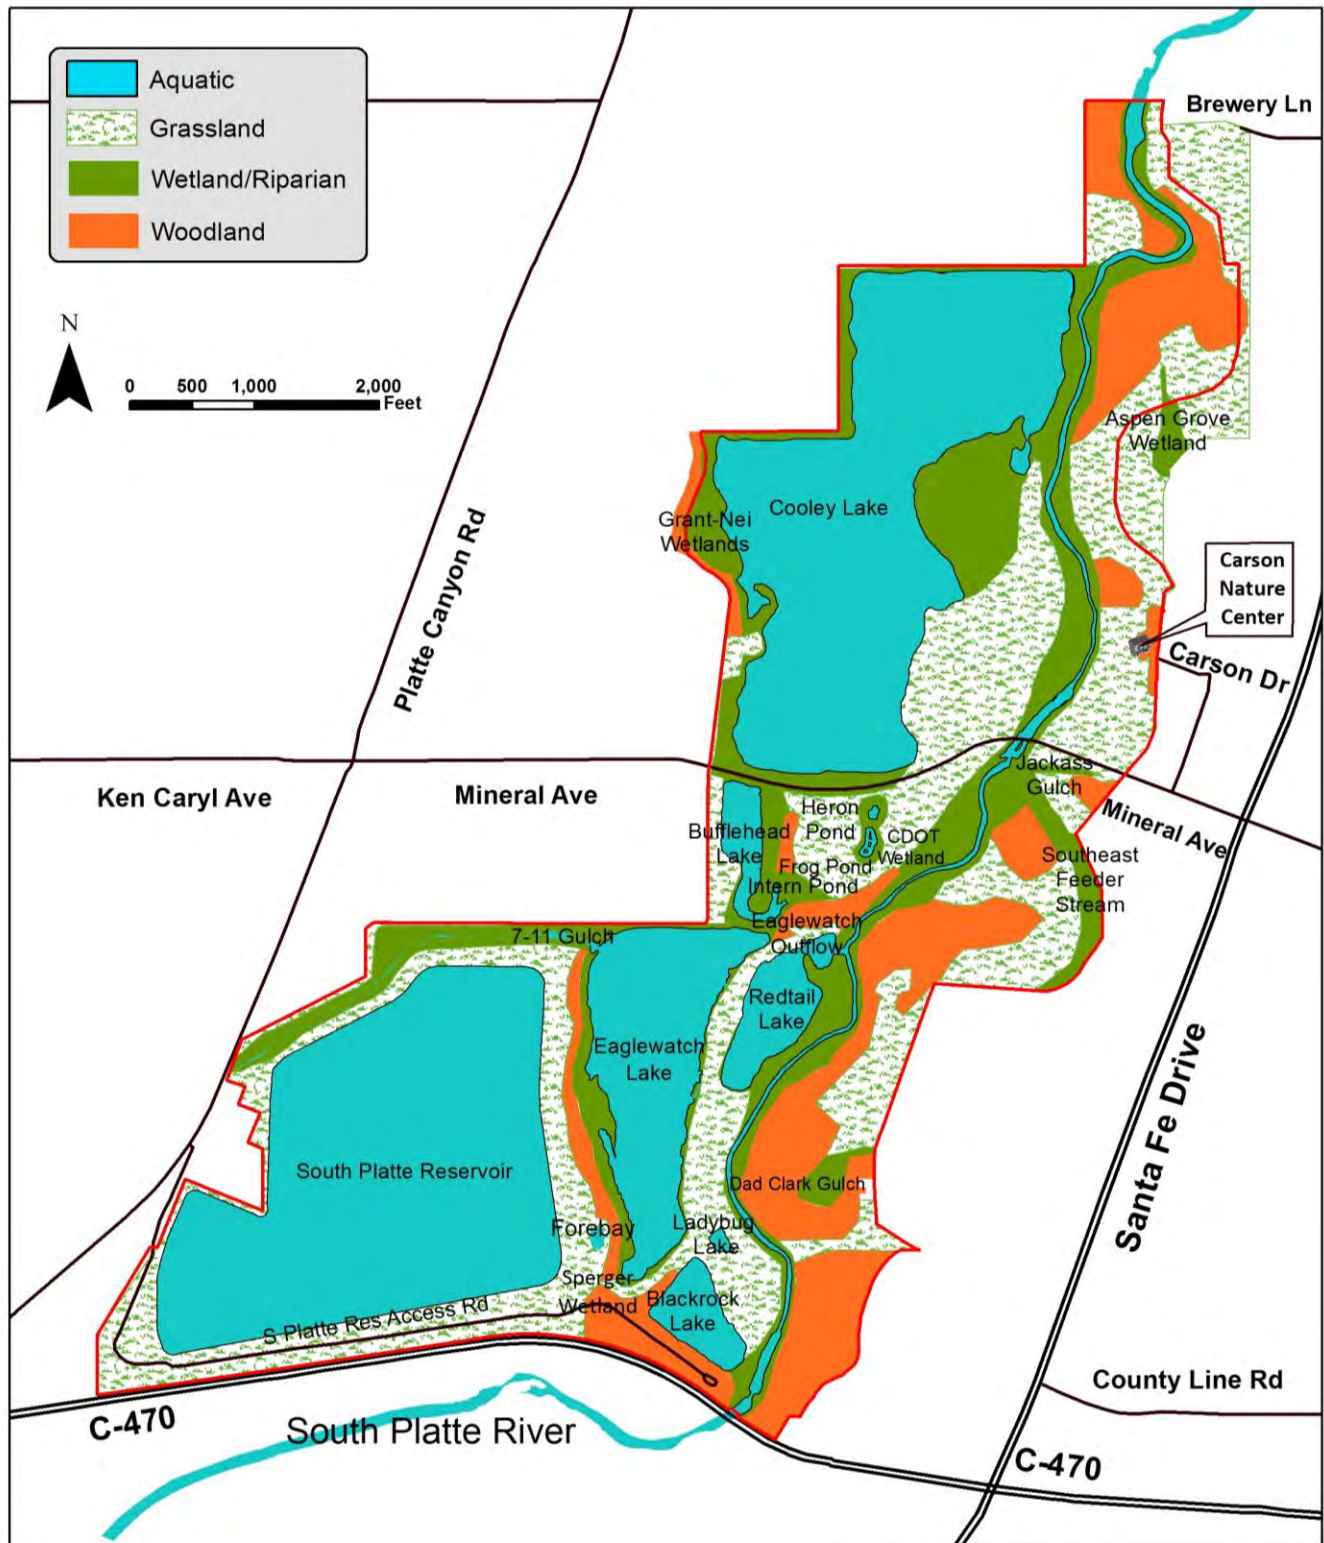 Aquatic
Grassland
Wetland/Riparian
Woodland
Brewery Ln
N
0 500 1,000 2,000
Feet
Aspen Grove
Wetland
Cooley Lake
Grant-Nei
Wetlands
Platte Canyon Rd
Carson
Nature
Center
Carson Dr
Ken Caryl Ave
Mineral Ave
Jackass
Gulch
Mineral Ave
Heron
Pond
Bufflehead
Lake
CDOT
Wetland
Frog Pond
Intern Pond
Southeast
Feeder
Stream
Eaglewatch
Outflow
7-11 Gulch
Redtail
Lake
Eaglewatch
Lake
South Platte Reservoir
Dad Clark Gulch
Santa Fe Drive
Forebay
Ladybug
Lake
Sperger
Wetland
Blackrock
Lake
S Platte Res Access Rd
County Line Rd
C-470
South Platte River
C-470